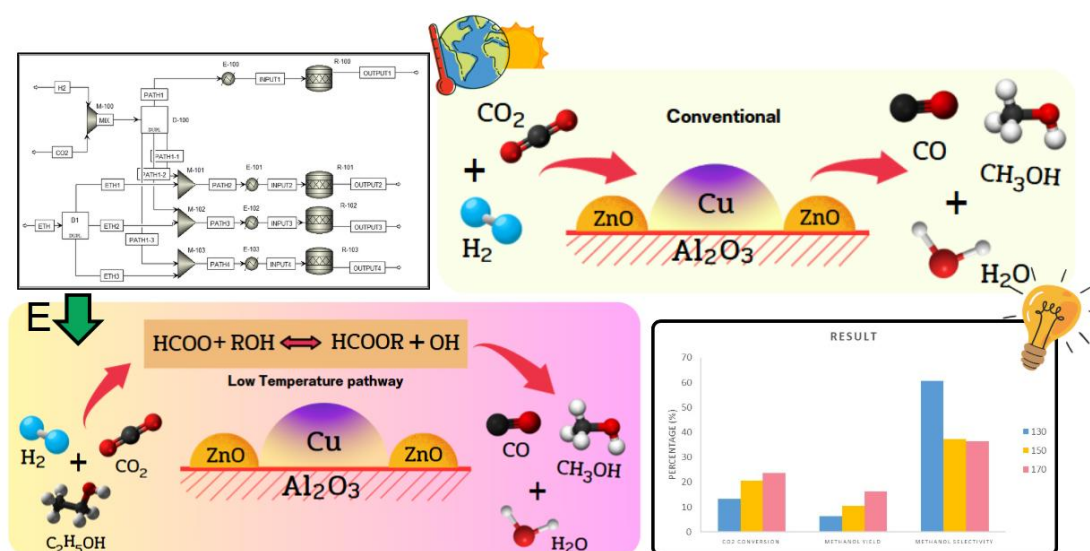 H2
CO2
M-100
MIX
PATH1
E-100
INPUT1
R-100
OUTPUT1
D-100
DUPL
PATH1-1
PATH1-2
PATH1-3
ETH
D1
DUPL
ETH1
ETH2
ETH3
M-101
PATH2
E-101
INPUT2
R-101
OUTPUT2
M-102
PATH3
E-102
INPUT3
R-102
OUTPUT3
M-103
PATH4
E-103
INPUT4
R-103
OUTPUT4
CO₂
+
H₂
Conventional
ZnO
Cu
ZnO
Al₂O₃
CO
CH₃OH
+
H₂O
E
HCOO + ROH ⟷ HCOOR + OH
Low Temperature pathway
H₂
+
CO₂
C₂H₅OH
ZnO
Cu
ZnO
Al₂O₃
CO
CH₃OH
+
H₂O
RESULT
PERCENTAGE (%)
70
60
50
40
30
20
10
0
CO2 CONVERSION
METHANOL YIELD
METHANOL SELECTIVITY
130
150
170